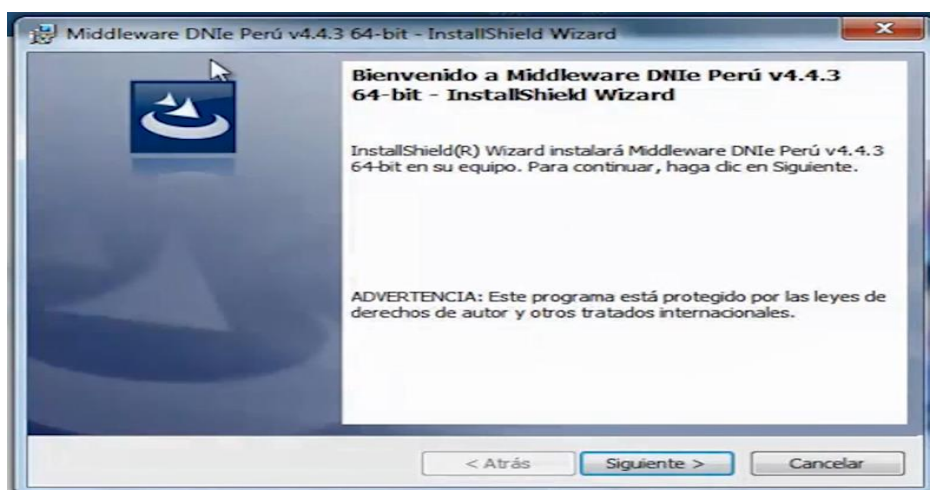 Middleware DNIe Perú v4.4.3 64-bit - InstallShield Wizard
Bienvenido a Middleware DNIe Perú v4.4.3
64-bit - InstallShield Wizard
InstallShield(R) Wizard instalará Middleware DNIe Perú v4.4.3
64-bit en su equipo. Para continuar, haga clic en Siguiente.
ADVERTENCIA: Este programa está protegido por las leyes de
derechos de autor y otros tratados internacionales.
< Atrás Siguiente > Cancelar